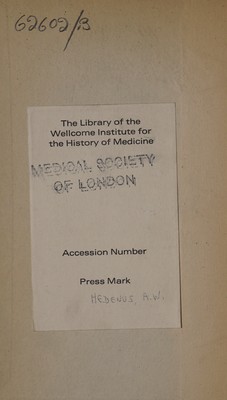 62602/B
The Library of the
Wellcome Institute for
the History of Medicine
MEDICAL SOCIETY
OF LONDON
Accession Number
Press Mark
HEDENUS, A.W.